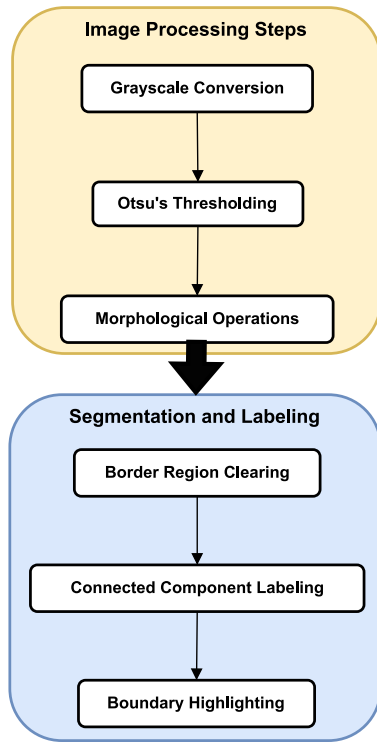 Image Processing Steps
Grayscale Conversion
Otsu's Thresholding
Morphological Operations
Segmentation and Labeling
Border Region Clearing
Connected Component Labeling
Boundary Highlighting